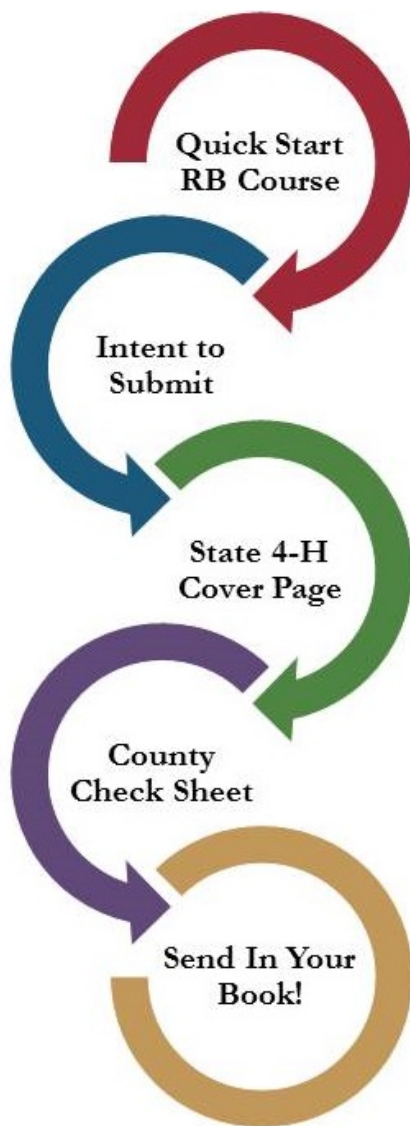 Quick Start
RB Course
Intent to
Submit
State 4-H
Cover Page
County
Check Sheet
Send In Your
Book!